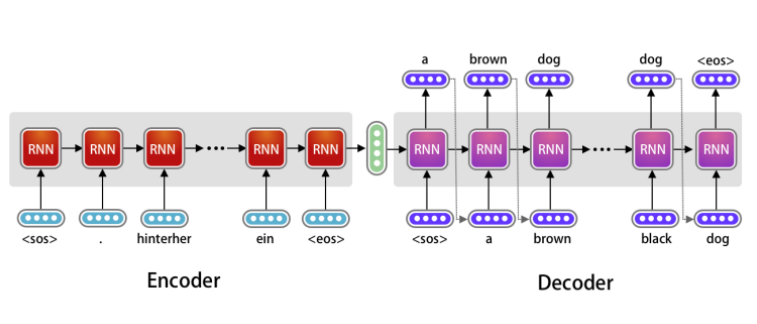 a brown dog dog <eos>
RNN RNN RNN RNN RNN RNN RNN RNN RNN RNN
<sos> . hinterher ein <eos> <sos> a brown black dog
Encoder Decoder